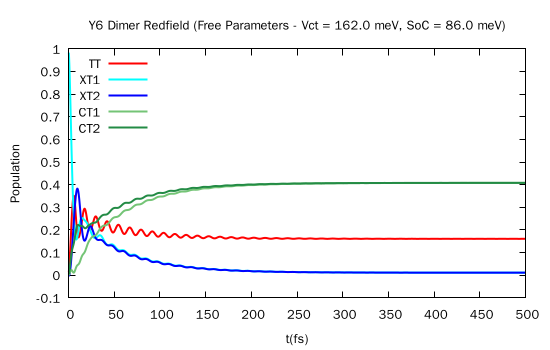 Y6 Dimer Redfield (Free Parameters - Vct = 162.0 meV, SoC = 86.0 meV)
1
0.9
0.8
0.7
0.6
0.5
0.4
0.3
0.2
0.1
0
-0.1
Population
TT
XT1
XT2
CT1
CT2
0 50 100 150 200 250 300 350 400 450 500
t(fs)